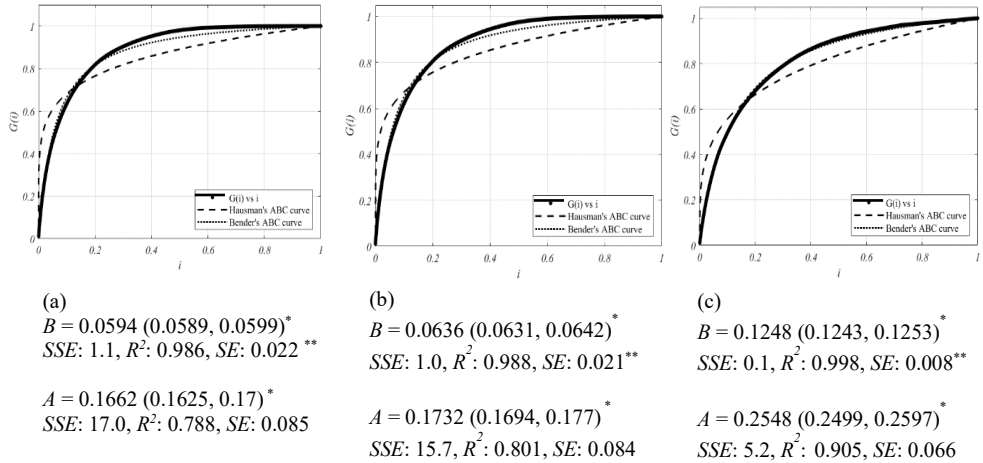 1
0.8
0.6
0.4
0.2
0
G(i)
0 0.2 0.4 0.6 0.8 1
i
G(i) vs i
Hausman's ABC curve
Bender's ABC curve
(a)
B = 0.0594 (0.0589, 0.0599)*
SSE: 1.1, R²: 0.986, SE: 0.022 **
A = 0.1662 (0.1625, 0.17)*
SSE: 17.0, R²: 0.788, SE: 0.085
1
0.8
0.6
0.4
0.2
0
G(i)
0 0.2 0.4 0.6 0.8 1
i
G(i) vs i
Hausman's ABC curve
Bender's ABC curve
(b)
B = 0.0636 (0.0631, 0.0642)*
SSE: 1.0, R²: 0.988, SE: 0.021**
A = 0.1732 (0.1694, 0.177)*
SSE: 15.7, R²: 0.801, SE: 0.084
1
0.8
0.6
0.4
0.2
0
G(i)
0 0.2 0.4 0.6 0.8 1
i
G(i) vs i
Hausman's ABC curve
Bender's ABC curve
(c)
B = 0.1248 (0.1243, 0.1253)*
SSE: 0.1, R²: 0.998, SE: 0.008**
A = 0.2548 (0.2499, 0.2597)*
SSE: 5.2, R²: 0.905, SE: 0.066